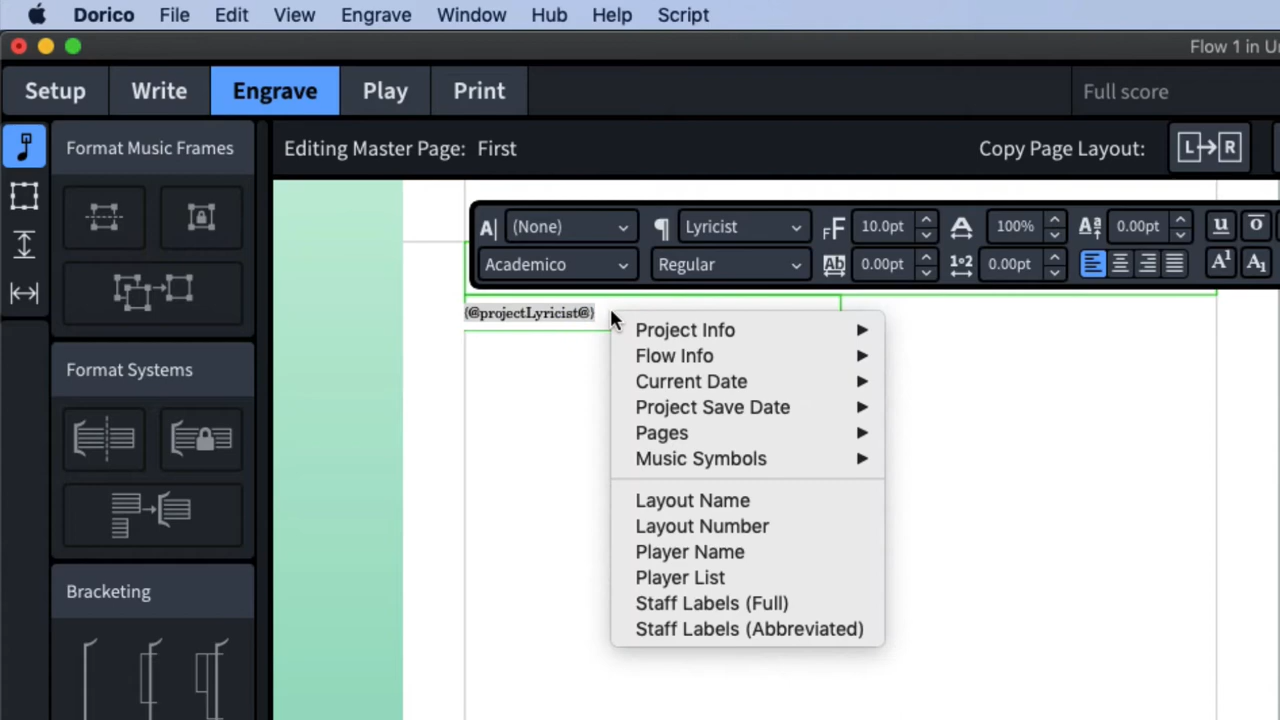 Dorico File Edit View Engrave Window Hub Help Script
Flow 1 in Un
Setup Write Engrave Play Print Full score
Format Music Frames
Editing Master Page: First
Copy Page Layout: L R
(None) Lyricist 10.0pt 100% 0.00pt
Academico Regular 0.00pt 0.00pt
{@projectLyricist@}
Project Info
Flow Info
Current Date
Project Save Date
Pages
Music Symbols
Layout Name
Layout Number
Player Name
Player List
Staff Labels (Full)
Staff Labels (Abbreviated)
Format Systems
Bracketing